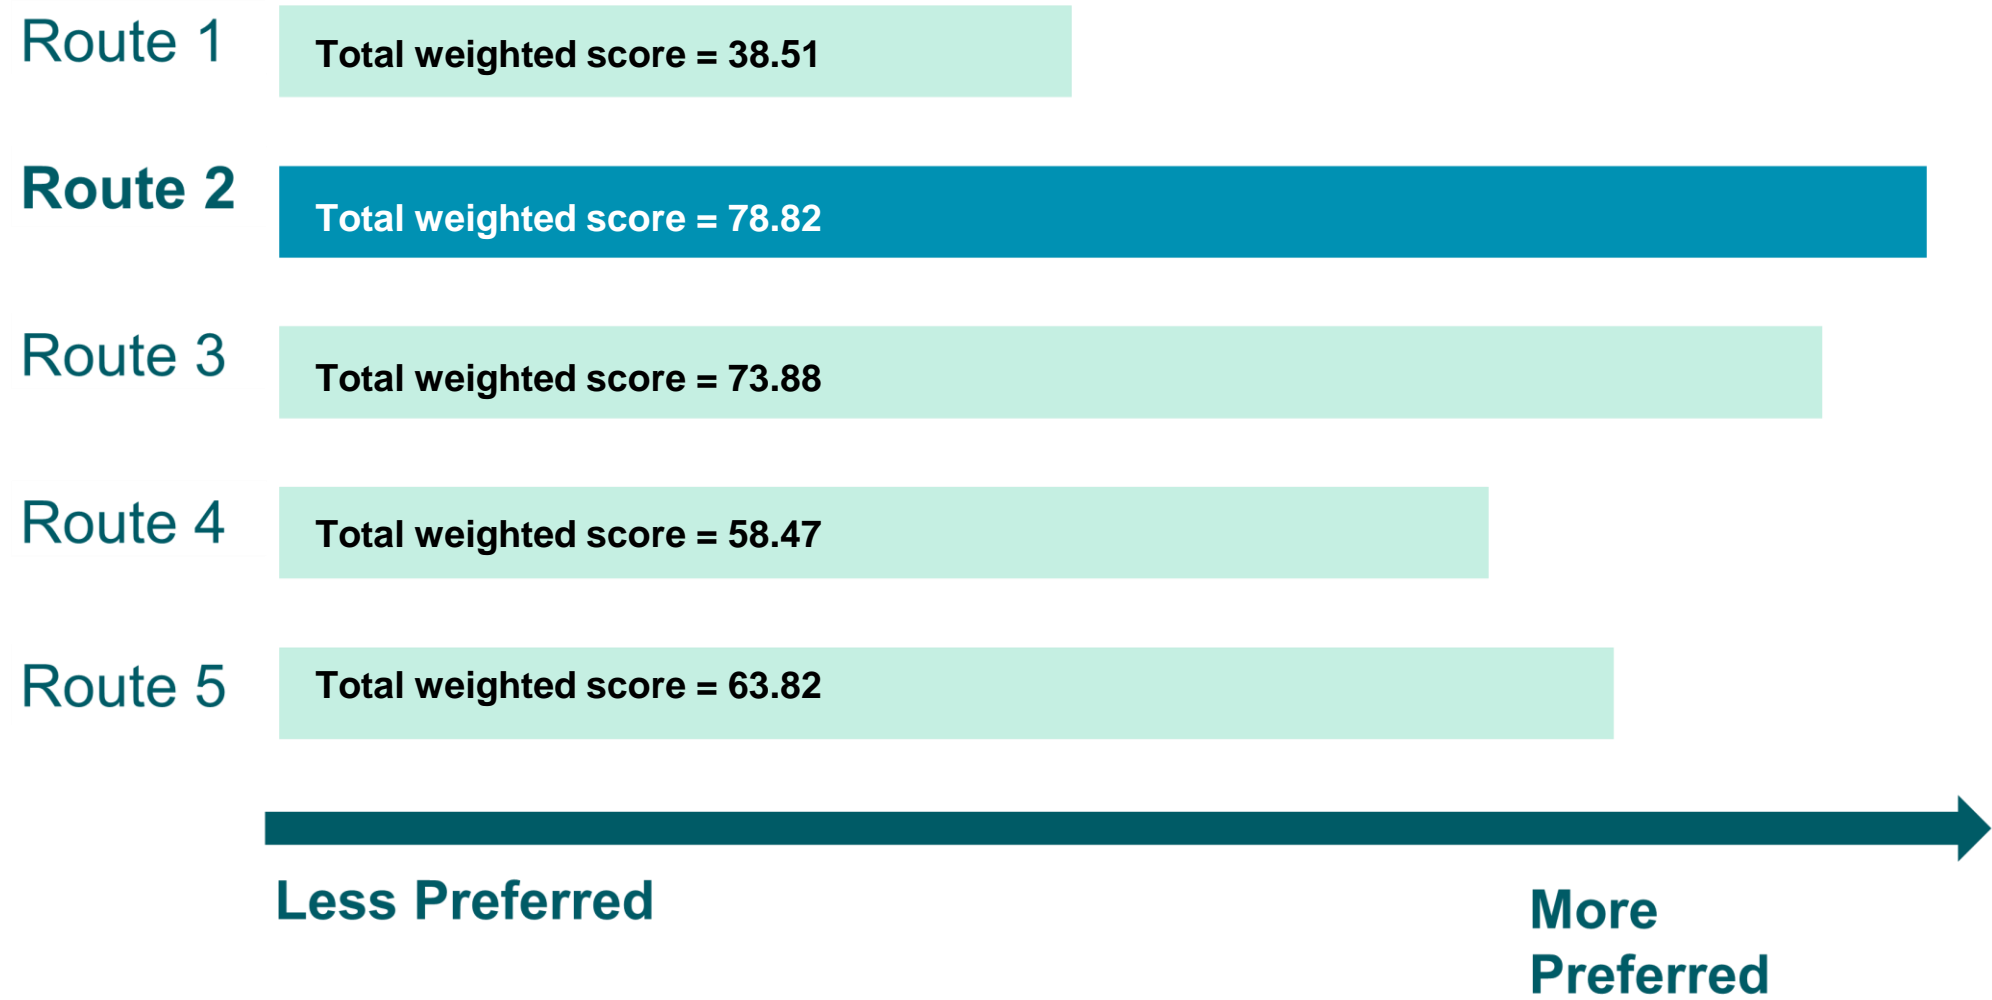 Route 1
Total weighted score = 38.51
Route 2
Total weighted score = 78.82
Route 3
Total weighted score = 73.88
Route 4
Total weighted score = 58.47
Route 5
Total weighted score = 63.82
Less Preferred
More
Preferred